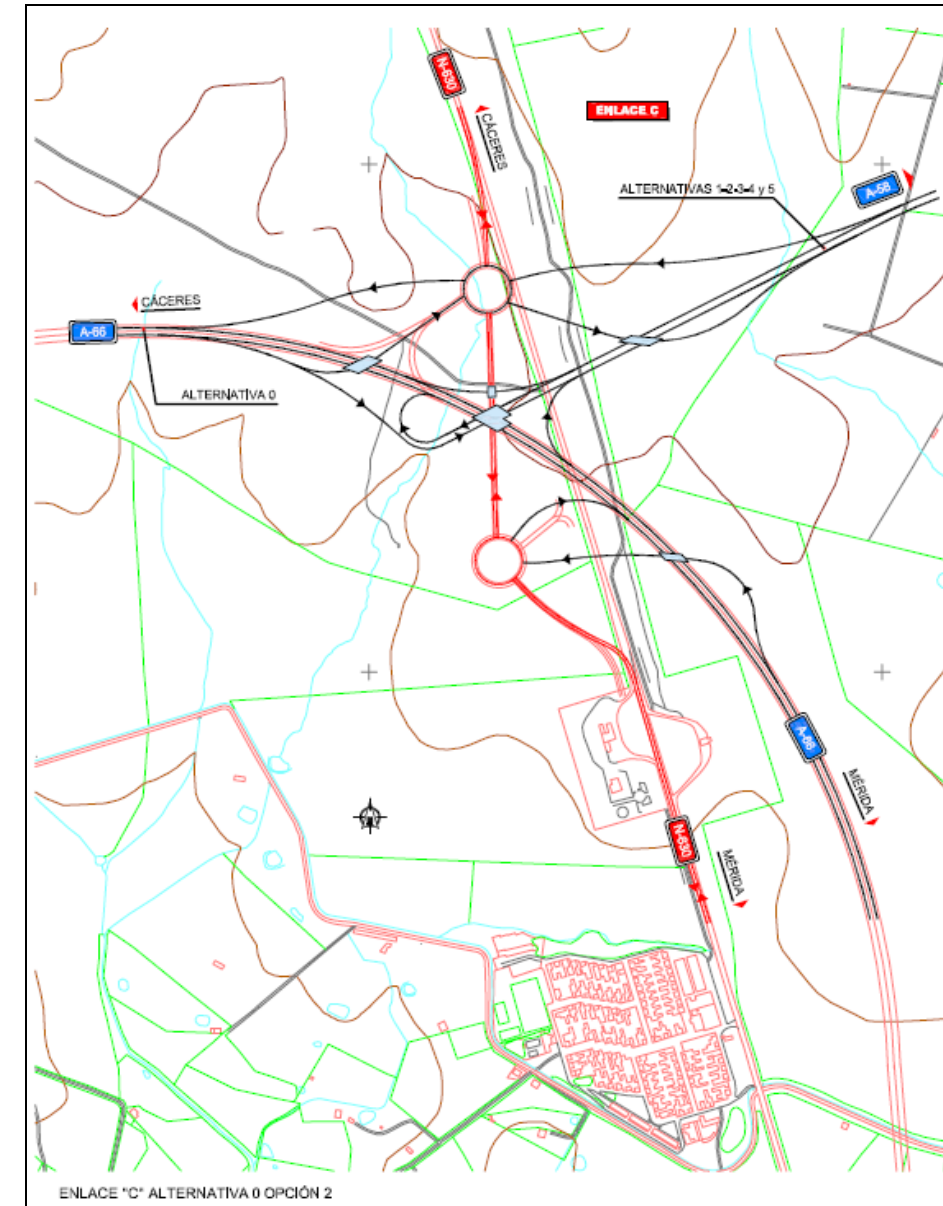 N-630
ENLACE C
CÁCERES
ALTERNATIVAS 1-2-3-4 y 5
A-58
CÁCERES
A-66
ALTERNATIVA 0
A-66
MÉRIDA
N-630
MÉRIDA
ENLACE "C" ALTERNATIVA 0 OPCIÓN 2